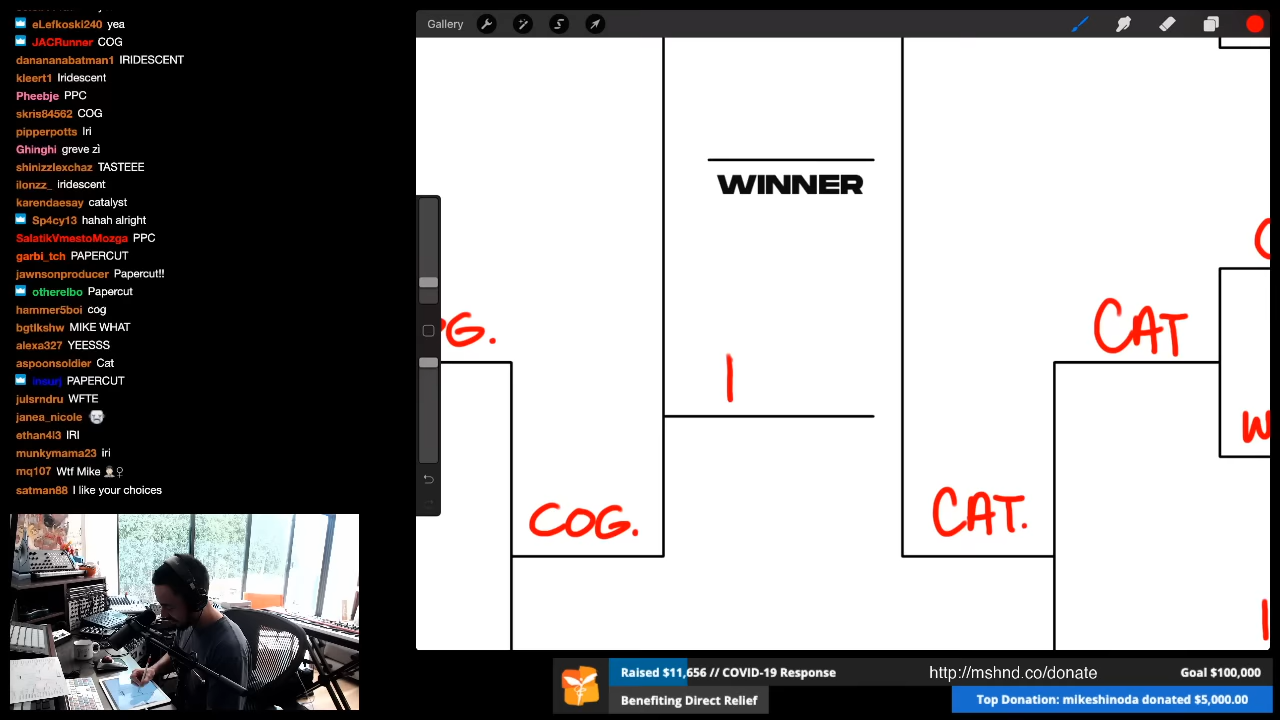 eLefkoski240 yea
JACRunner COG
danananabatman1 IRIDESCENT
kleert1 Iridescent
Pheebje PPC
skris84562 COG
pipperpotts Iri
Ghinghi greve zì
shinizzlexchaz TASTEEE
ilonzz_ iridescent
karendaesay catalyst
Sp4cy13 hahah alright
SalatikVmestoMozga PPC
garbi_tch PAPERCUT
jawnsonproducer Papercut!!
otherelbo Papercut
hammer5boi cog
bgtlkshw MIKE WHAT
alexa327 YEESSS
aspoonsoldier Cat
PAPERCUT
julsrndru WFTE
janea_nicole
ethan4l3 IRI
munkymama23 iri
mq107 Wtf Mike
satman88 I like your choices
Gallery
WINNER
OG.
CAT
I
COG.
CAT.
W
Raised $11,656 // COVID-19 Response
http://mshnd.co/donate
Goal $100,000
Benefiting Direct Relief
Top Donation: mikeshinoda donated $5,000.00